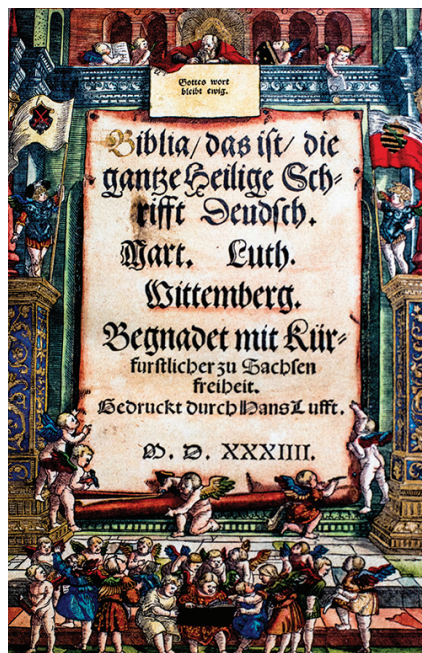 Gottes wort
bleibt ewig.
Biblia/ das ist/ die
gantze Heilige Sch-
rifft Deudsch.
Mart. Luth.
Wittemberg.
Begnadet mit Kür-
furstlicher zu Sachsen
freiheit.
Gedruckt durch Hans Lufft.
M. D. XXXIIII.